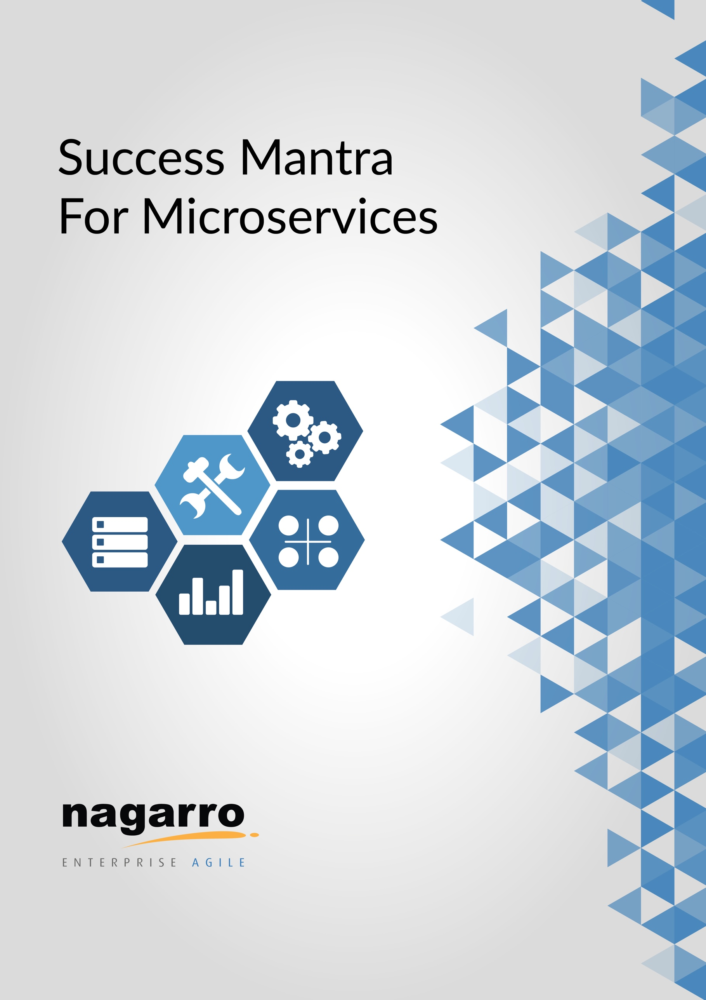 Success Mantra
For Microservices
nagarro
ENTERPRISE AGILE